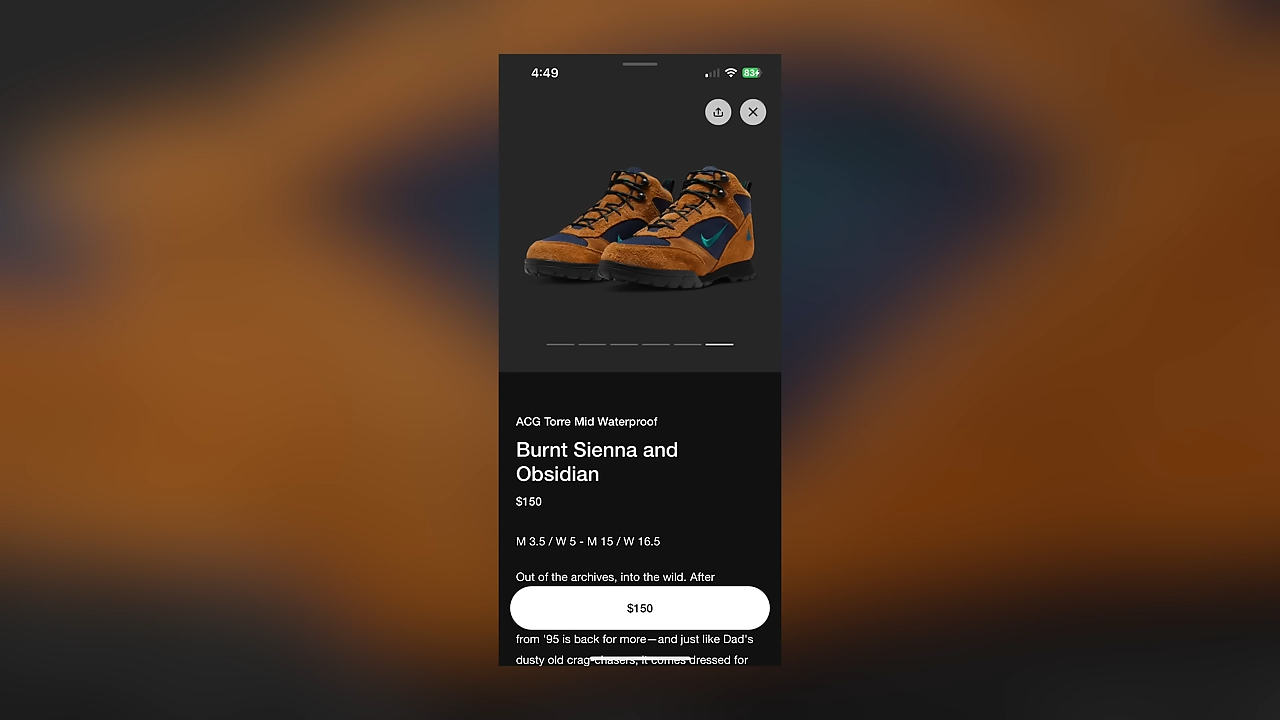 4:49
83
ACG Torre Mid Waterproof
Burnt Sienna and
Obsidian
$150
M 3.5 / W 5 - M 15 / W 16.5
Out of the archives, into the wild. After
$150
from '95 is back for more—and just like Dad's
dusty old crag-chasers, it comes dressed for